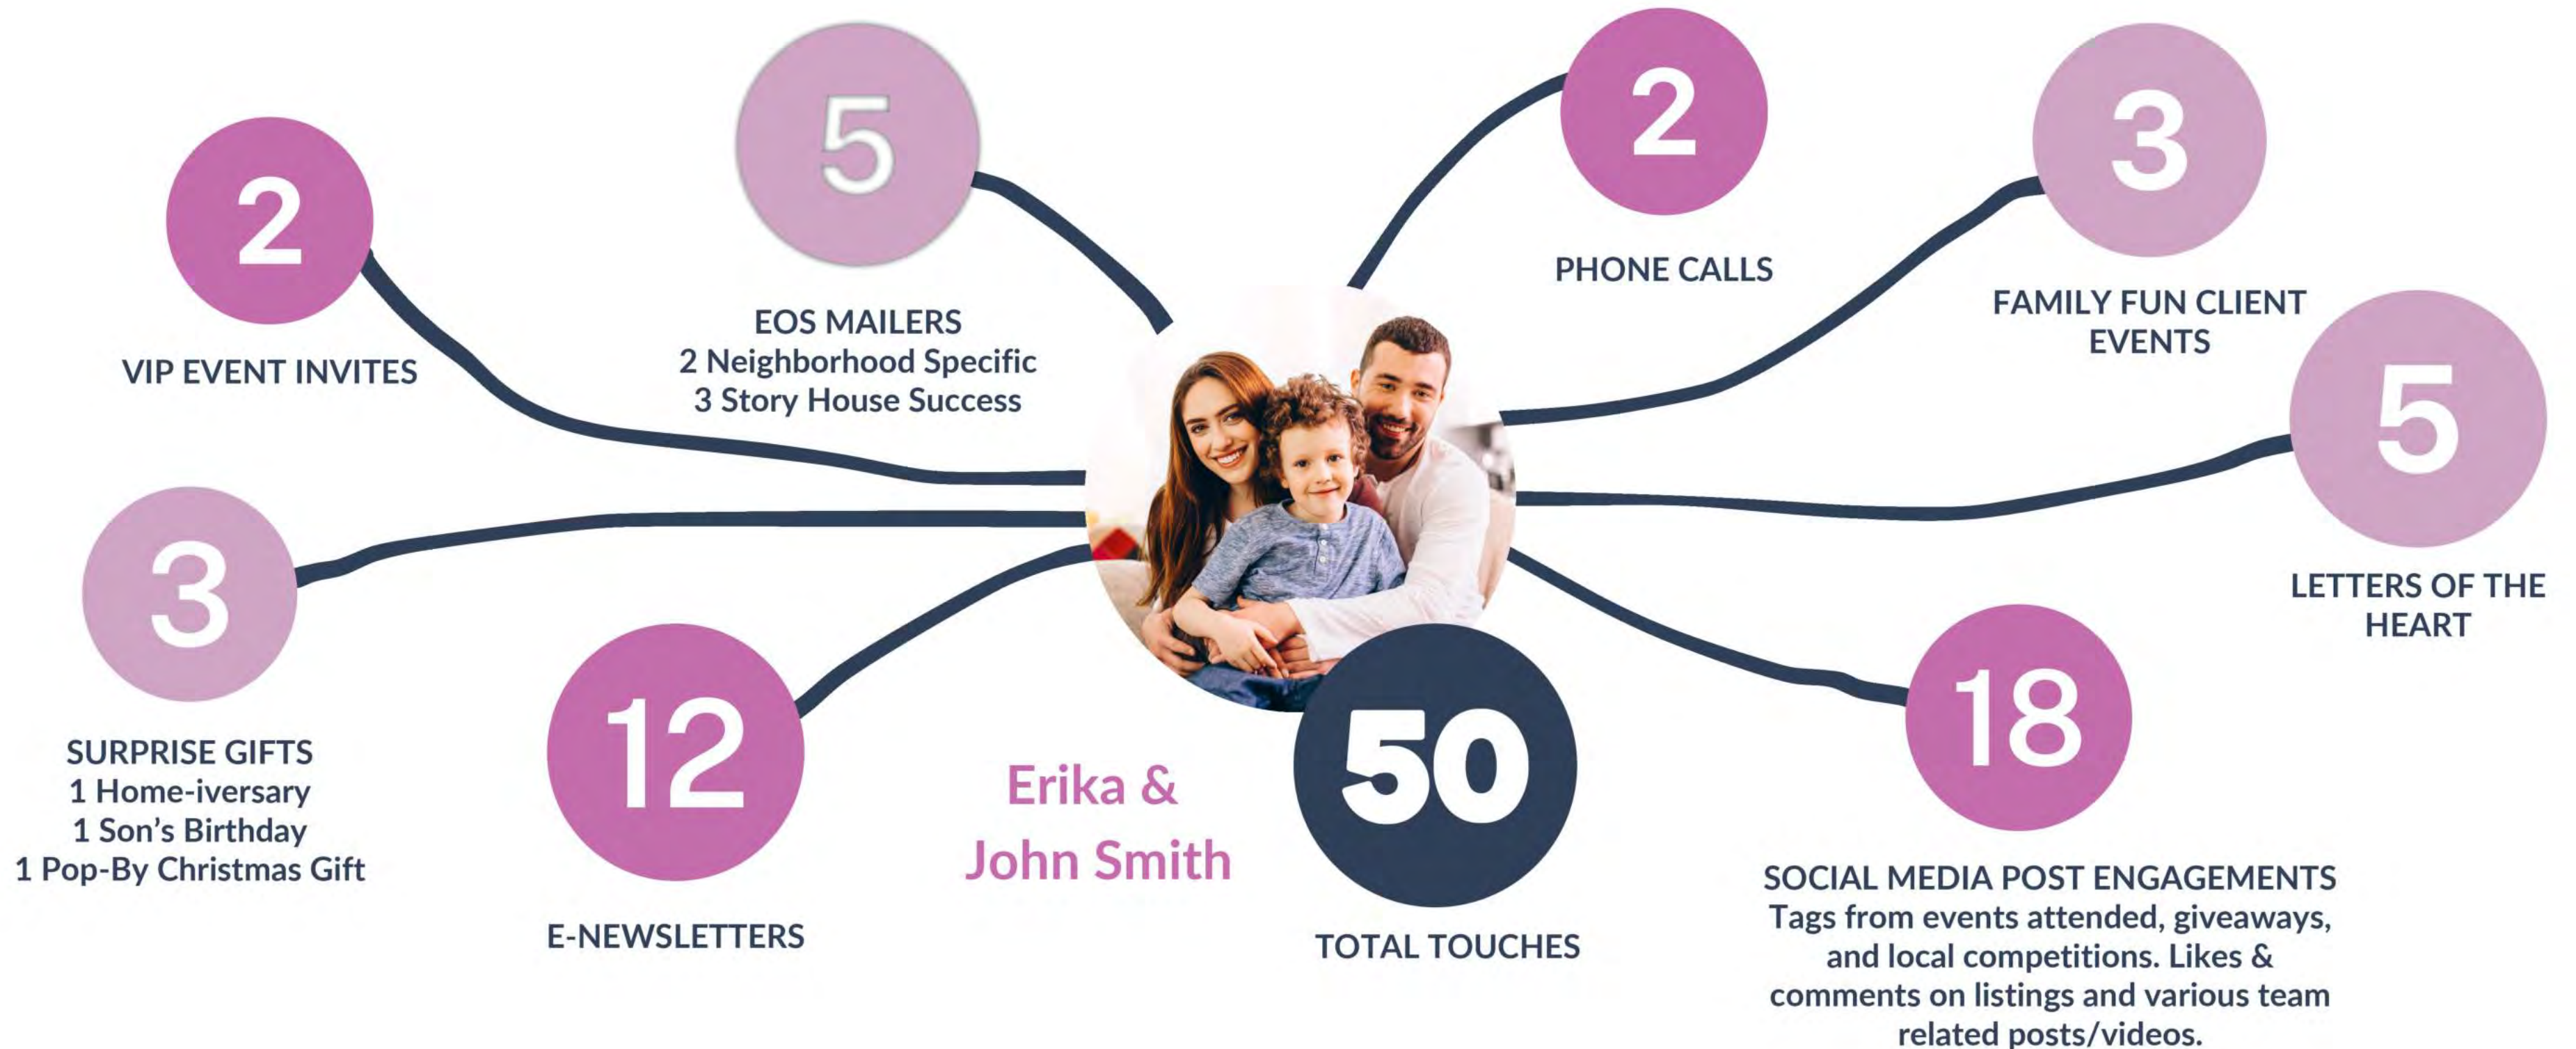 2
VIP EVENT INVITES
5
EOS MAILERS
2 Neighborhood Specific
3 Story House Success
2
PHONE CALLS
3
FAMILY FUN CLIENT
EVENTS
5
LETTERS OF THE
HEART
3
SURPRISE GIFTS
1 Home-iversary
1 Son’s Birthday
1 Pop-By Christmas Gift
12
E-NEWSLETTERS
Erika &
John Smith
50
TOTAL TOUCHES
18
SOCIAL MEDIA POST ENGAGEMENTS
Tags from events attended, giveaways,
and local competitions. Likes &
comments on listings and various team
related posts/videos.